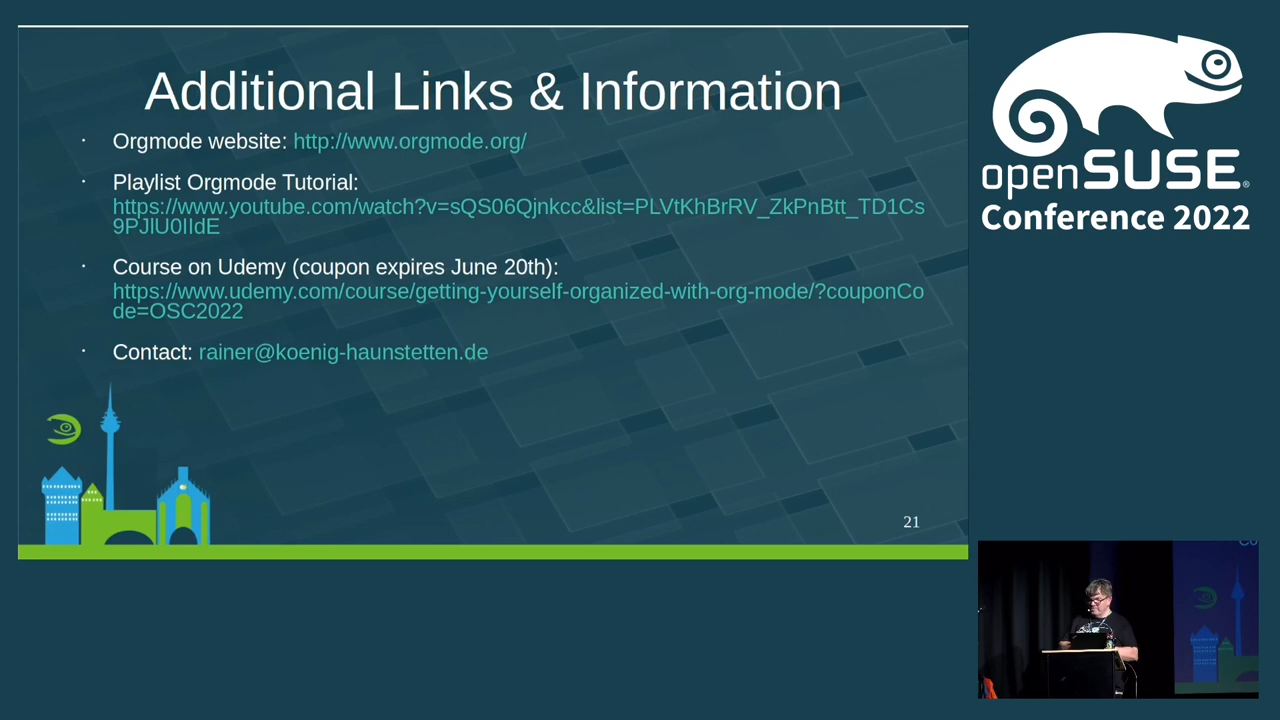 Additional Links & Information
· Orgmode website: http://www.orgmode.org/
· Playlist Orgmode Tutorial:
https://www.youtube.com/watch?v=sQS06Qjnkcc&list=PLVtKhBrRV_ZkPnBtt_TD1Cs
9PJlU0IIdE
· Course on Udemy (coupon expires June 20th):
https://www.udemy.com/course/getting-yourself-organized-with-org-mode/?couponCo
de=OSC2022
· Contact: rainer@koenig-haunstetten.de
21
openSUSE®
Conference 2022
Co